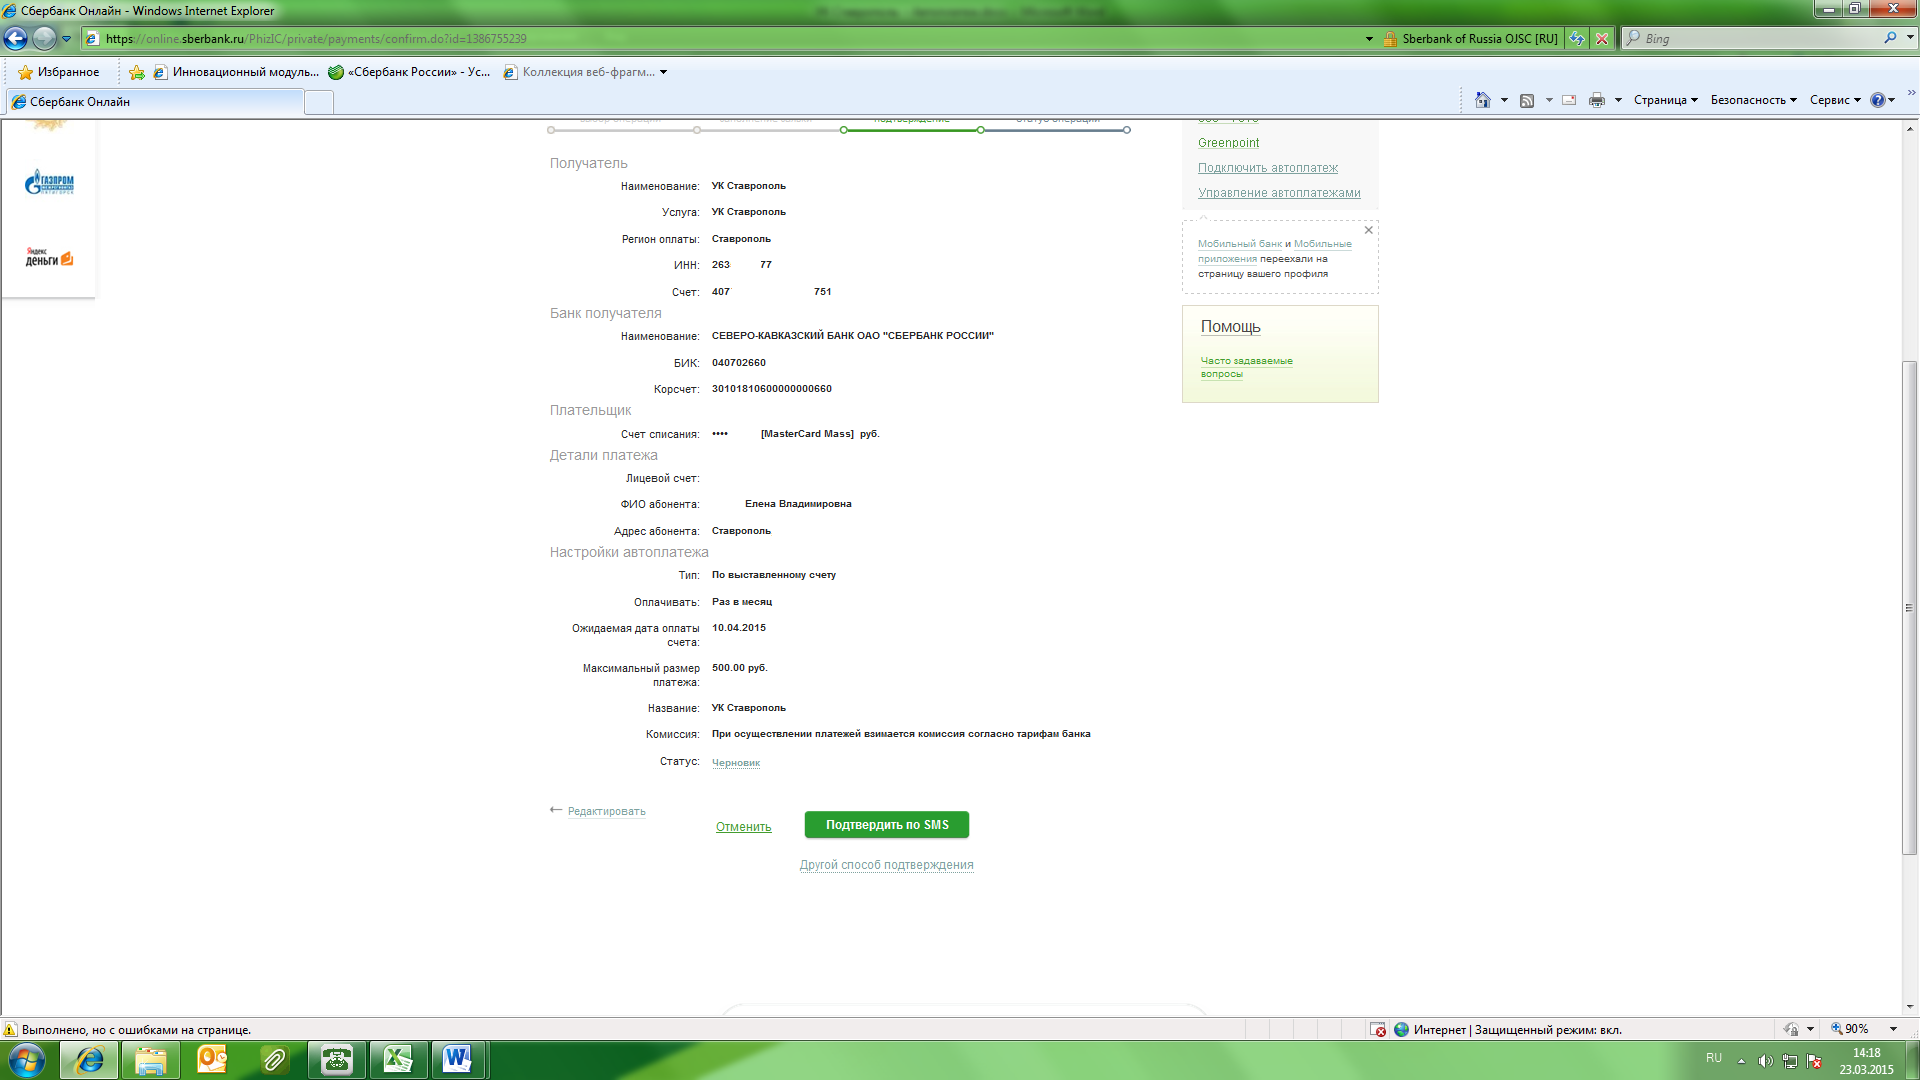 Сбербанк Онлайн - Windows Internet Explorer
https://online.sberbank.ru/PhizIC/private/payments/confirm.do?id=1386755239
Sberbank of Russia OJSC [RU]
Bing
Избранное
Инновационный модуль...
«Сбербанк России» - Ус...
Коллекция веб-фрагм...
Сбербанк Онлайн
Страница
Безопасность
Сервис
подтверждение
статус операции
Greenpoint
Подключить автоплатеж
Управление автоплатежами
ГАЗПРОМ
Яндекс
деньги
Мобильный банк и Мобильные
приложения переехали на
страницу вашего профиля
Помощь
Часто задаваемые
вопросы
Получатель
Наименование: УК Ставрополь
Услуга: УК Ставрополь
Регион оплаты: Ставрополь
ИНН: 263 77
Счет: 407 751
Банк получателя
Наименование: СЕВЕРО-КАВКАЗСКИЙ БАНК ОАО "СБЕРБАНК РОССИИ"
БИК: 040702660
Корсчет: 30101810600000000660
Плательщик
Счет списания: •••• [MasterCard Mass] руб.
Детали платежа
Лицевой счет:
ФИО абонента: Елена Владимировна
Адрес абонента: Ставрополь
Настройки автоплатежа
Тип: По выставленному счету
Оплачивать: Раз в месяц
Ожидаемая дата оплаты
счета: 10.04.2015
Максимальный размер
платежа: 500.00 руб.
Название: УК Ставрополь
Комиссия: При осуществлении платежей взимается комиссия согласно тарифам банка
Статус: Черновик
← Редактировать
Отменить
Подтвердить по SMS
Другой способ подтверждения
Выполнено, но с ошибками на странице.
Интернет | Защищенный режим: вкл.
90%
RU
14:18
23.03.2015